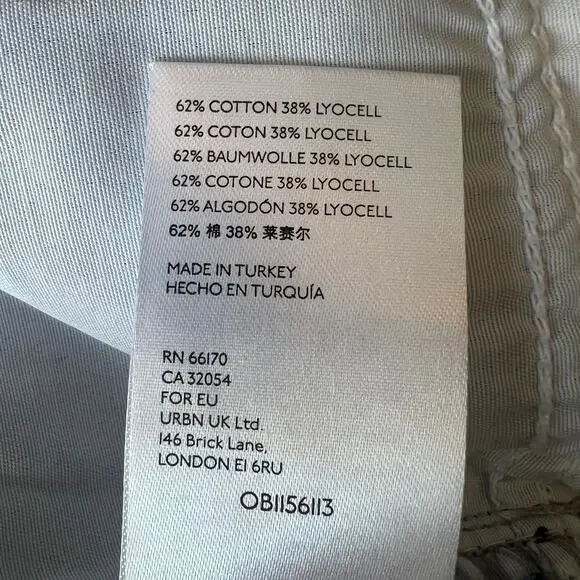 62% COTTON 38% LYOCELL
62% COTON 38% LYOCELL
62% BAUMWOLLE 38% LYOCELL
62% COTONE 38% LYOCELL
62% ALGODÓN 38% LYOCELL
62% 棉 38% 莱赛尔
MADE IN TURKEY
HECHO EN TURQUÍA
RN 66170
CA 32054
FOR EU
URBN UK Ltd.
146 Brick Lane,
LONDON E1 6RU
OB1156113